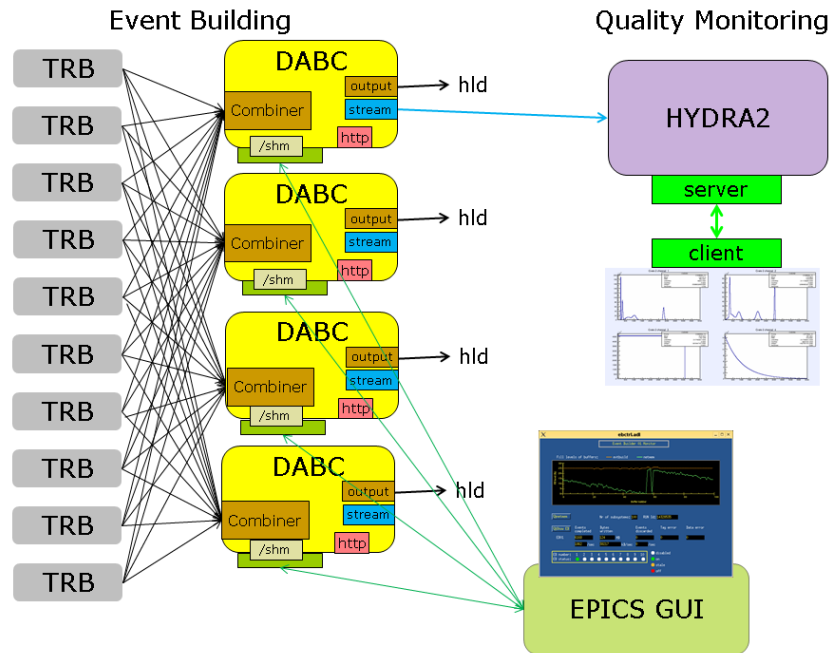 Event Building
Quality Monitoring
TRB
TRB
TRB
TRB
TRB
TRB
TRB
TRB
TRB
TRB
DABC
Combiner
output
stream
http
/shm
hld
DABC
Combiner
output
stream
http
/shm
hld
DABC
Combiner
output
stream
http
/shm
hld
DABC
Combiner
output
stream
http
/shm
hld
HYDRA2
server
client
EPICS GUI